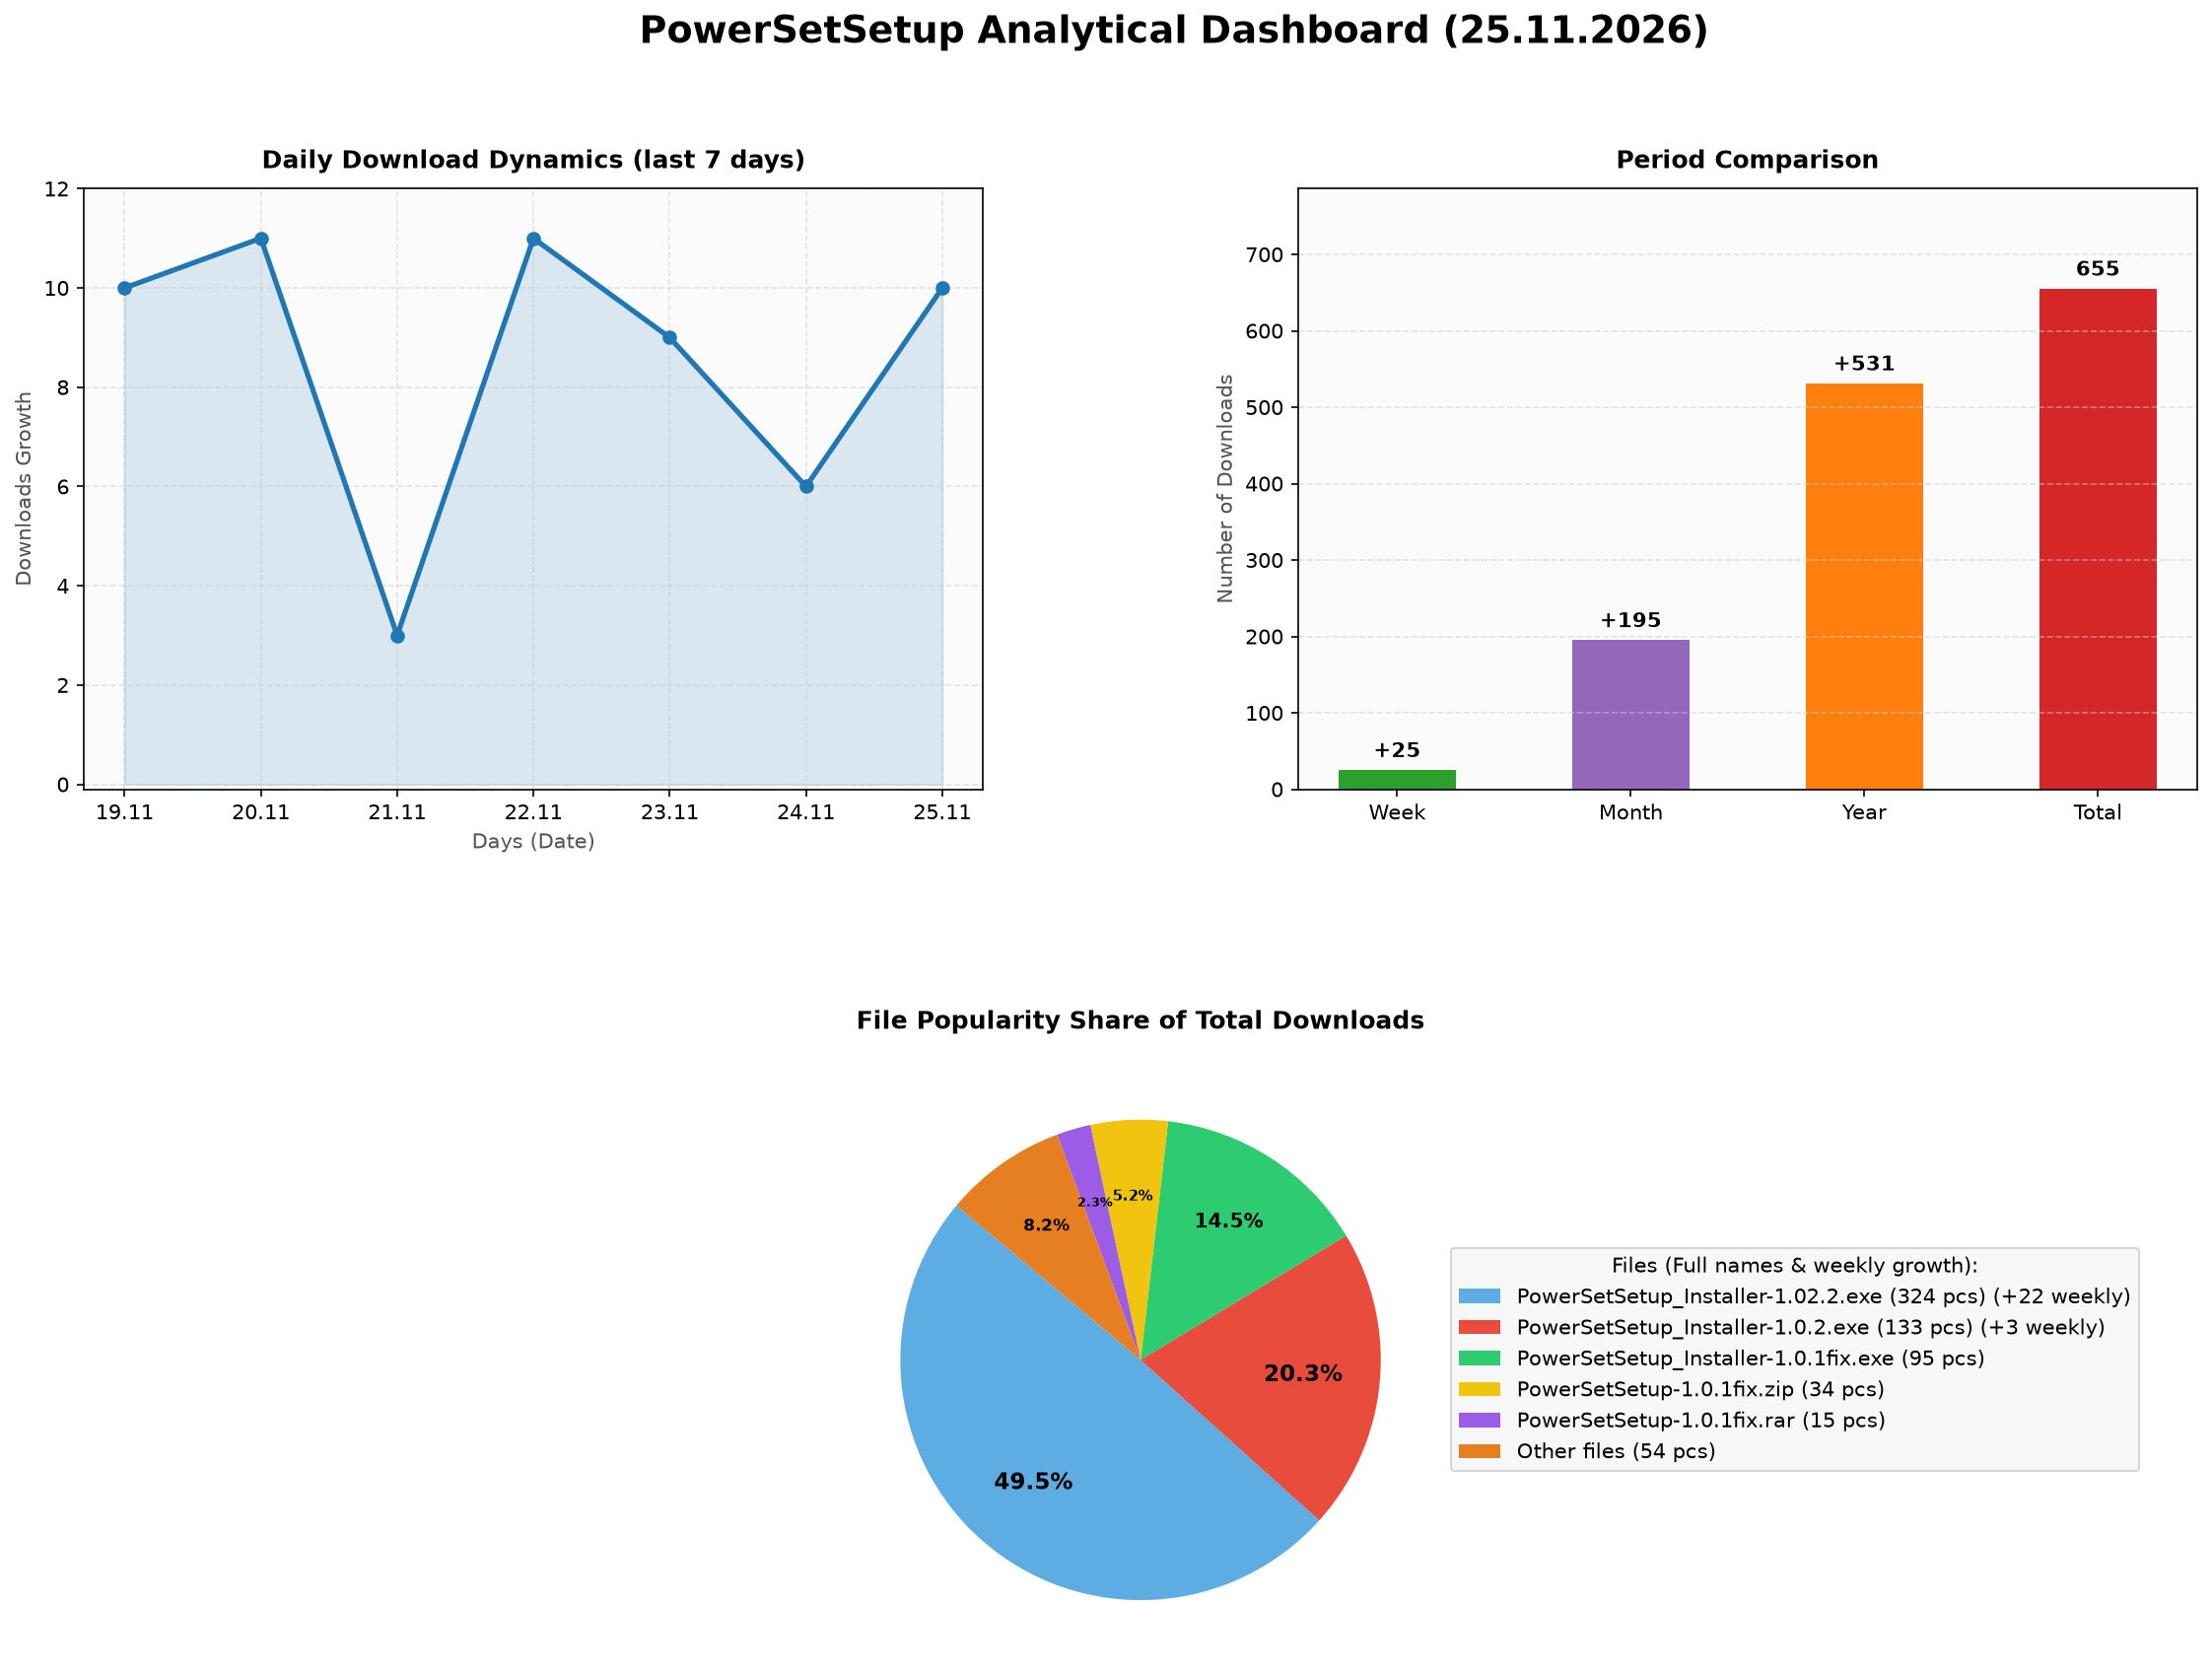 PowerSetSetup Analytical Dashboard (25.11.2026)
Daily Download Dynamics (last 7 days)
Downloads Growth
12
10
8
6
4
2
0
19.11 20.11 21.11 22.11 23.11 24.11 25.11
Days (Date)
Period Comparison
Number of Downloads
700
600
500
400
300
200
100
0
+25
+195
+531
655
Week Month Year Total
File Popularity Share of Total Downloads
49.5%
20.3%
14.5%
5.2%
2.3%
8.2%
Files (Full names & weekly growth):
PowerSetSetup_Installer-1.02.2.exe (324 pcs) (+22 weekly)
PowerSetSetup_Installer-1.0.2.exe (133 pcs) (+3 weekly)
PowerSetSetup_Installer-1.0.1fix.exe (95 pcs)
PowerSetSetup-1.0.1fix.zip (34 pcs)
PowerSetSetup-1.0.1fix.rar (15 pcs)
Other files (54 pcs)